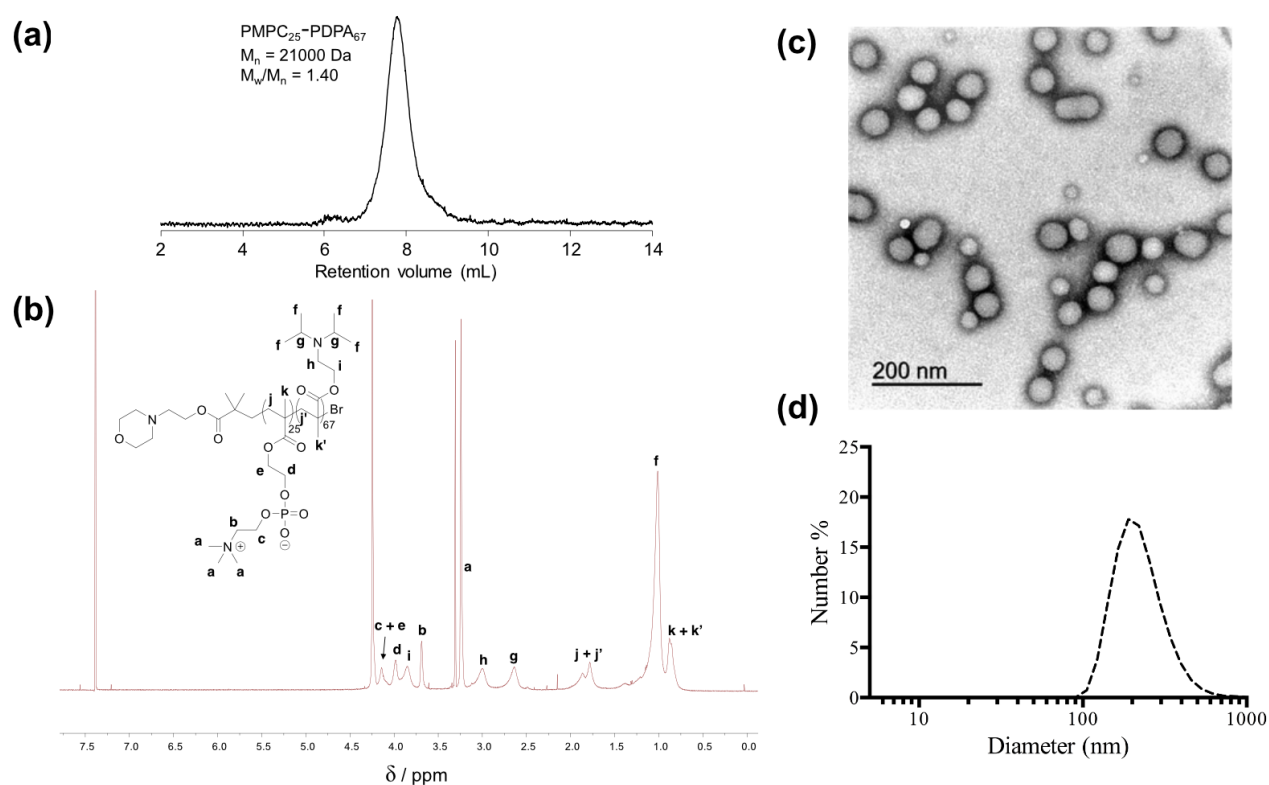 (a)
PMPC25-PDPA67
Mn = 21000 Da
Mw/Mn = 1.40
2 4 6 8 10 12 14
Retention volume (mL)
(b)
f f
f g N g f
h i
O O
j k Br
25 j' 67
N O O k'
O O
O O
e d
O
O P O
b O
a N ⊕ c ⊖
a a
a
f
c + e
d i b h g j + j' k + k'
7.5 7.0 6.5 6.0 5.5 5.0 4.5 4.0 3.5 3.0 2.5 2.0 1.5 1.0 0.5 0.0
δ / ppm
(c)
200 nm
(d)
25
20
15
10
5
0
Number %
10 100 1000
Diameter (nm)